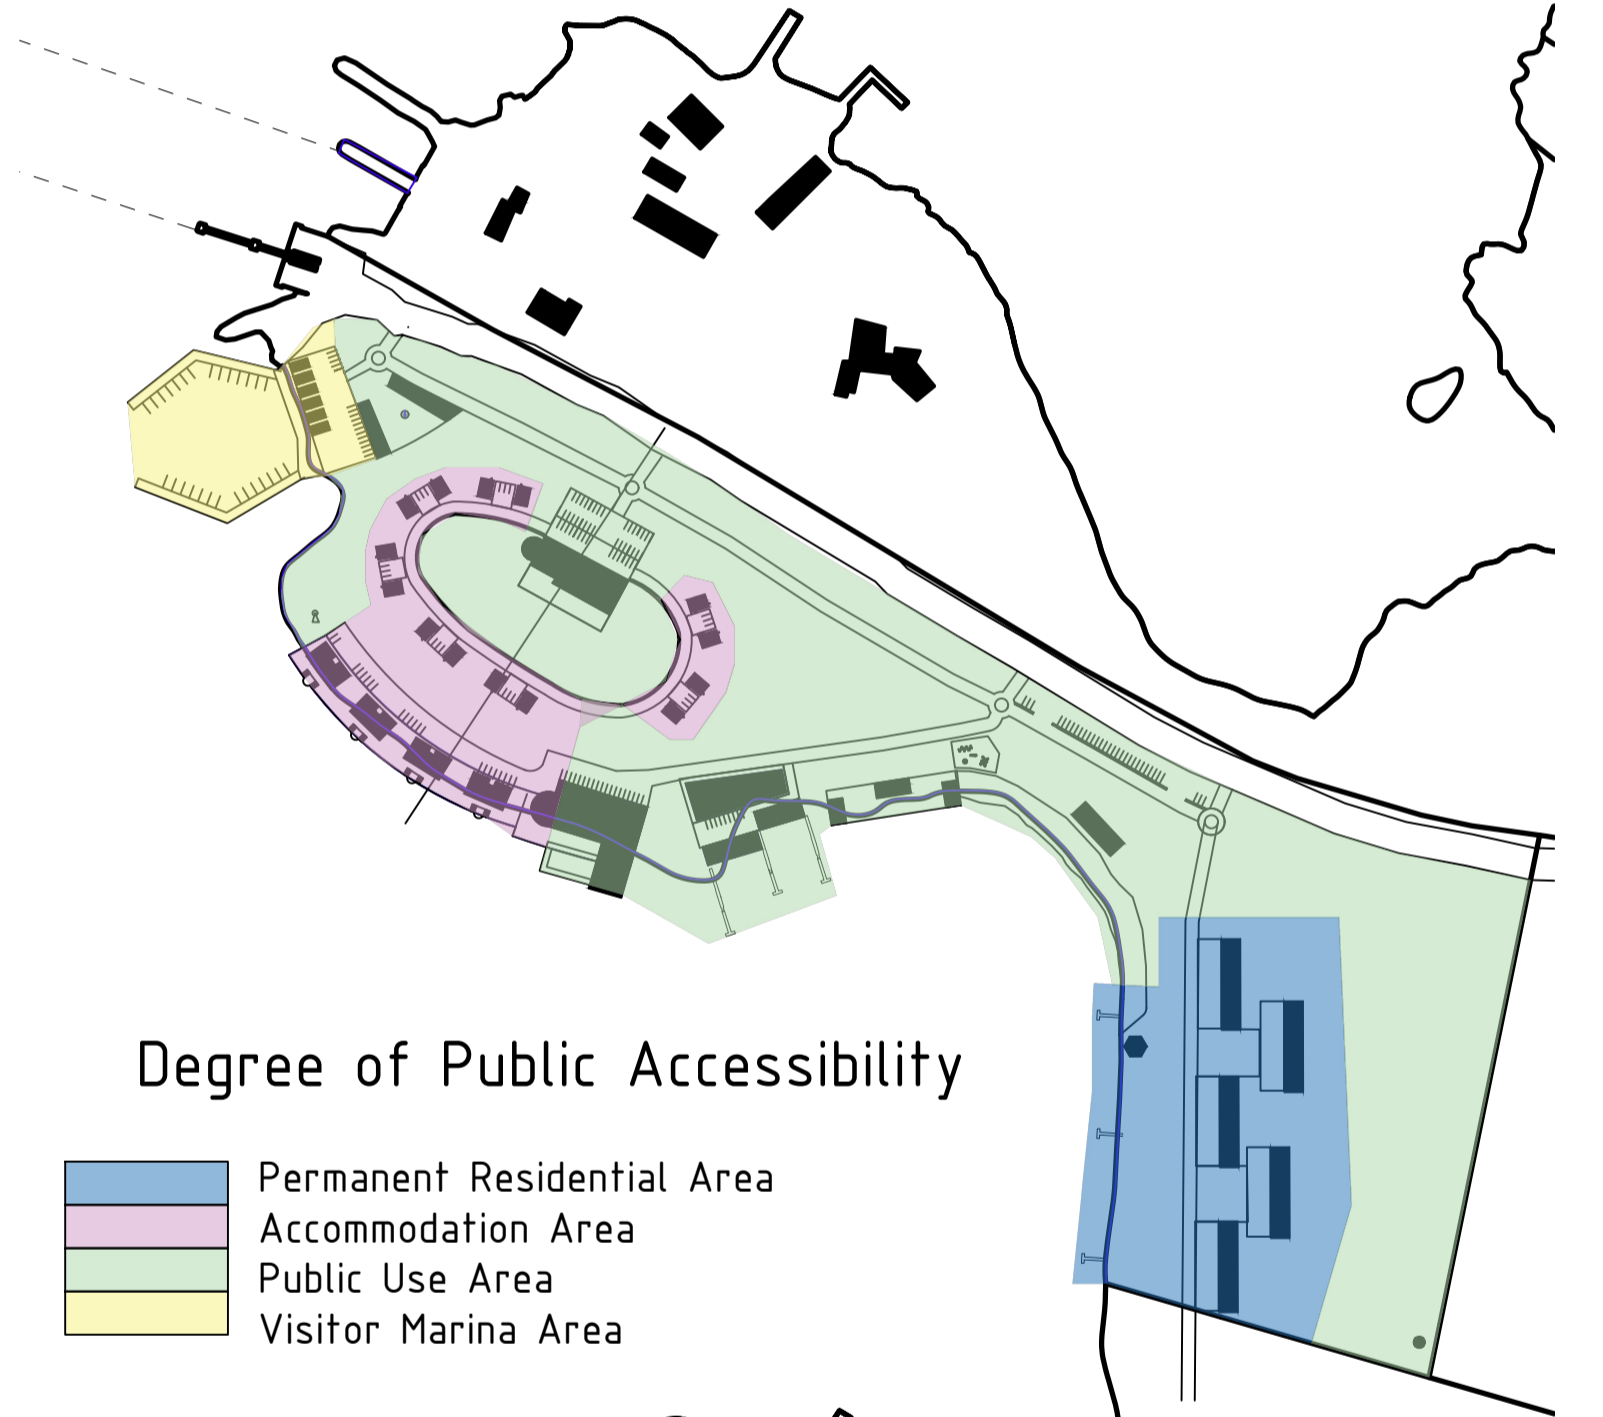 Degree of Public Accessibility
Permanent Residential Area
Accommodation Area
Public Use Area
Visitor Marina Area